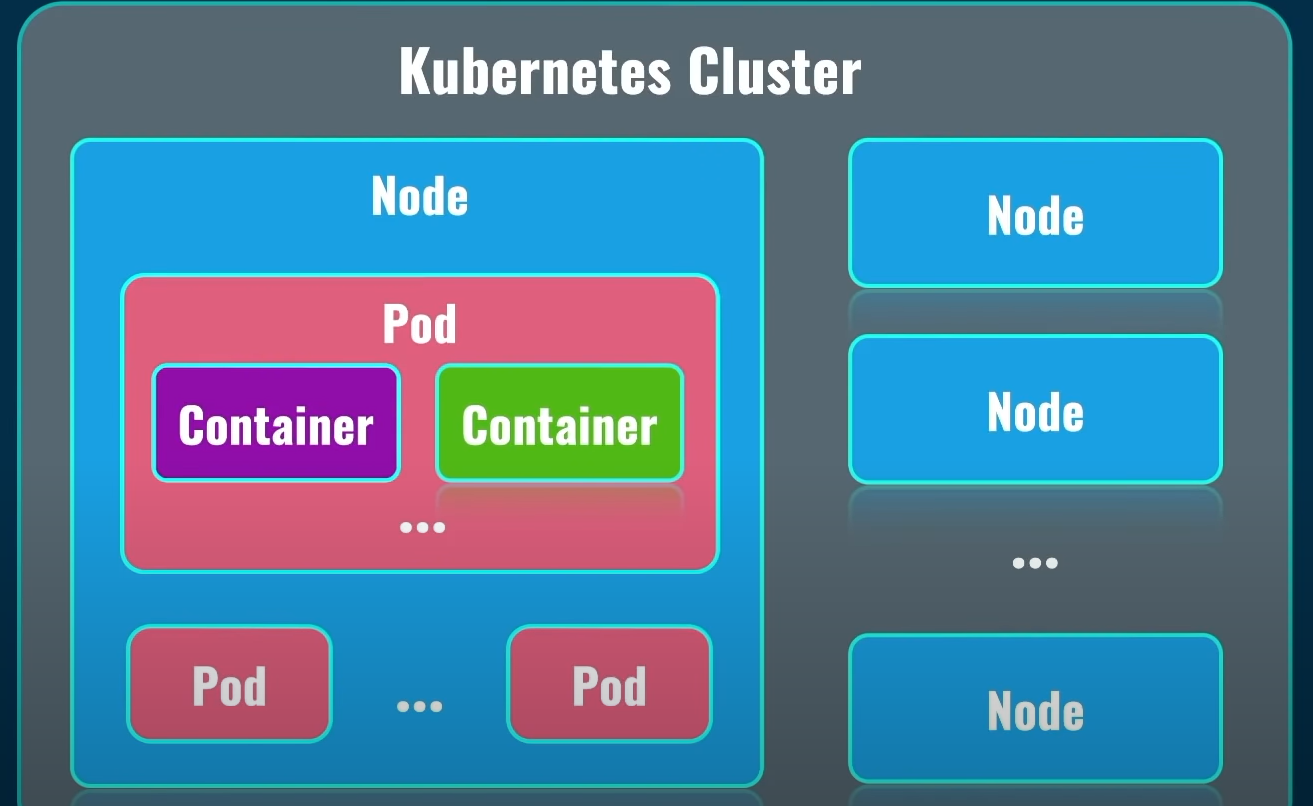 Kubernetes Cluster
Node
Pod
Container
Container
...
Pod
...
Pod
Node
Node
...
Node